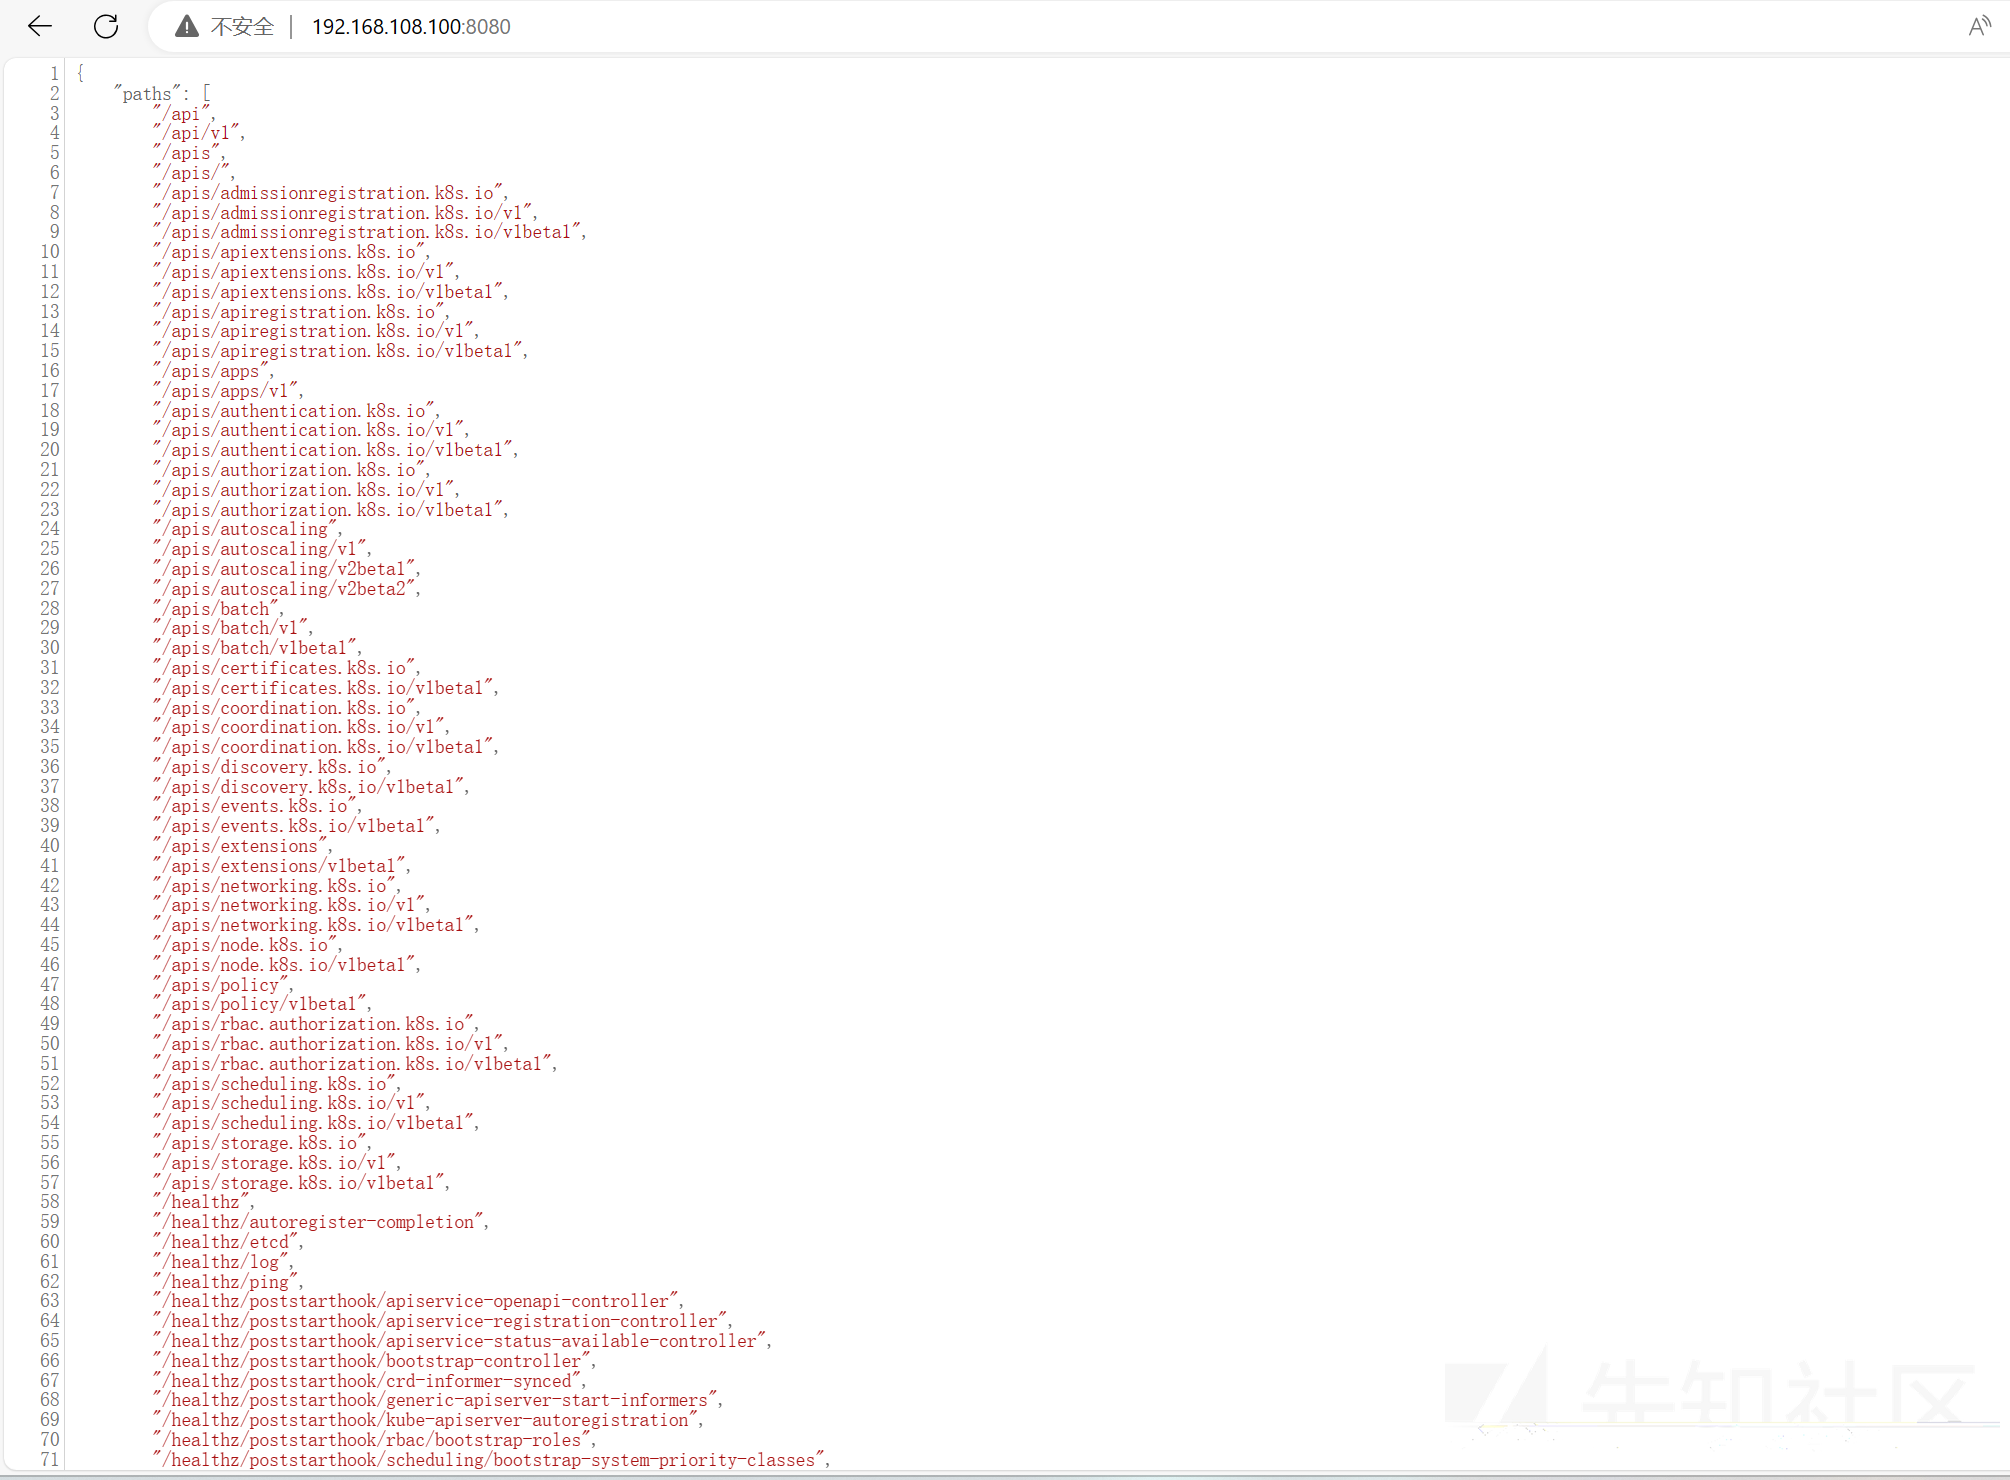 不安全 | 192.168.108.100:8080
1 {
2 "paths": [
3 "/api",
4 "/api/v1",
5 "/apis",
6 "/apis/",
7 "/apis/admissionregistration.k8s.io",
8 "/apis/admissionregistration.k8s.io/v1",
9 "/apis/admissionregistration.k8s.io/v1beta1",
10 "/apis/apiextensions.k8s.io",
11 "/apis/apiextensions.k8s.io/v1",
12 "/apis/apiextensions.k8s.io/v1beta1",
13 "/apis/apiregistration.k8s.io",
14 "/apis/apiregistration.k8s.io/v1",
15 "/apis/apiregistration.k8s.io/v1beta1",
16 "/apis/apps",
17 "/apis/apps/v1",
18 "/apis/authentication.k8s.io",
19 "/apis/authentication.k8s.io/v1",
20 "/apis/authentication.k8s.io/v1beta1",
21 "/apis/authorization.k8s.io",
22 "/apis/authorization.k8s.io/v1",
23 "/apis/authorization.k8s.io/v1beta1",
24 "/apis/autoscaling",
25 "/apis/autoscaling/v1",
26 "/apis/autoscaling/v2beta1",
27 "/apis/autoscaling/v2beta2",
28 "/apis/batch",
29 "/apis/batch/v1",
30 "/apis/batch/v1beta1",
31 "/apis/certificates.k8s.io",
32 "/apis/certificates.k8s.io/v1beta1",
33 "/apis/coordination.k8s.io",
34 "/apis/coordination.k8s.io/v1",
35 "/apis/coordination.k8s.io/v1beta1",
36 "/apis/discovery.k8s.io",
37 "/apis/discovery.k8s.io/v1beta1",
38 "/apis/events.k8s.io",
39 "/apis/events.k8s.io/v1beta1",
40 "/apis/extensions",
41 "/apis/extensions/v1beta1",
42 "/apis/networking.k8s.io",
43 "/apis/networking.k8s.io/v1",
44 "/apis/networking.k8s.io/v1beta1",
45 "/apis/node.k8s.io",
46 "/apis/node.k8s.io/v1beta1",
47 "/apis/policy",
48 "/apis/policy/v1beta1",
49 "/apis/rbac.authorization.k8s.io",
50 "/apis/rbac.authorization.k8s.io/v1",
51 "/apis/rbac.authorization.k8s.io/v1beta1",
52 "/apis/scheduling.k8s.io",
53 "/apis/scheduling.k8s.io/v1",
54 "/apis/scheduling.k8s.io/v1beta1",
55 "/apis/storage.k8s.io",
56 "/apis/storage.k8s.io/v1",
57 "/apis/storage.k8s.io/v1beta1",
58 "/healthz",
59 "/healthz/autoregister-completion",
60 "/healthz/etcd",
61 "/healthz/log",
62 "/healthz/ping",
63 "/healthz/poststarthook/apiservice-openapi-controller",
64 "/healthz/poststarthook/apiservice-registration-controller",
65 "/healthz/poststarthook/apiservice-status-available-controller",
66 "/healthz/poststarthook/bootstrap-controller",
67 "/healthz/poststarthook/crd-informer-synced",
68 "/healthz/poststarthook/generic-apiserver-start-informers",
69 "/healthz/poststarthook/kube-apiserver-autoregistration",
70 "/healthz/poststarthook/rbac/bootstrap-roles",
71 "/healthz/poststarthook/scheduling/bootstrap-system-priority-classes",
先知社区